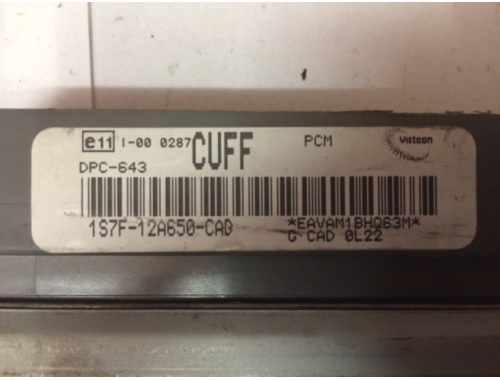 e11 I-00 0287 CUFF PCM Visteon
DPC-643
1S7F-12A650-CAD *EAVAM1BHQ63M*
G CAD 0L22